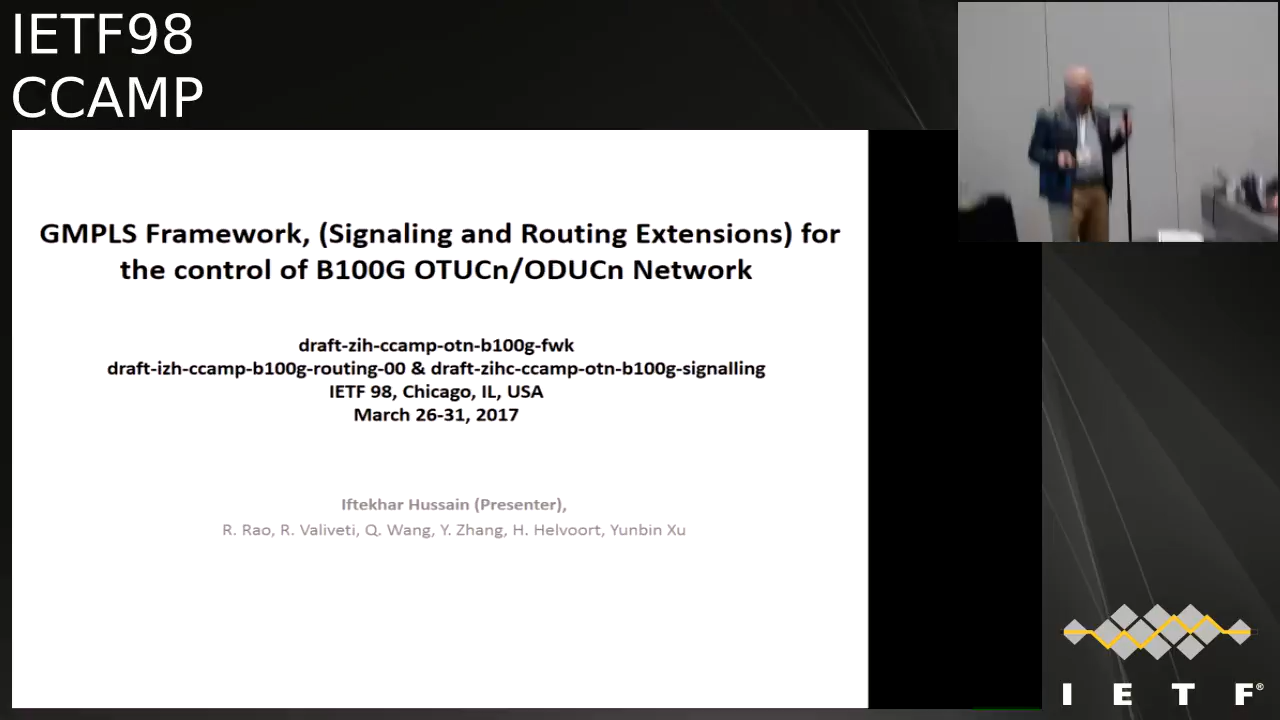 IETF98
CCAMP
GMPLS Framework, (Signaling and Routing Extensions) for
the control of B100G OTUCn/ODUCn Network
draft-zih-ccamp-otn-b100g-fwk
draft-izh-ccamp-b100g-routing-00 & draft-zihc-ccamp-otn-b100g-signalling
IETF 98, Chicago, IL, USA
March 26-31, 2017
Iftekhar Hussain (Presenter),
R. Rao, R. Valiveti, Q. Wang, Y. Zhang, H. Helvoort, Yunbin Xu
I E T F®